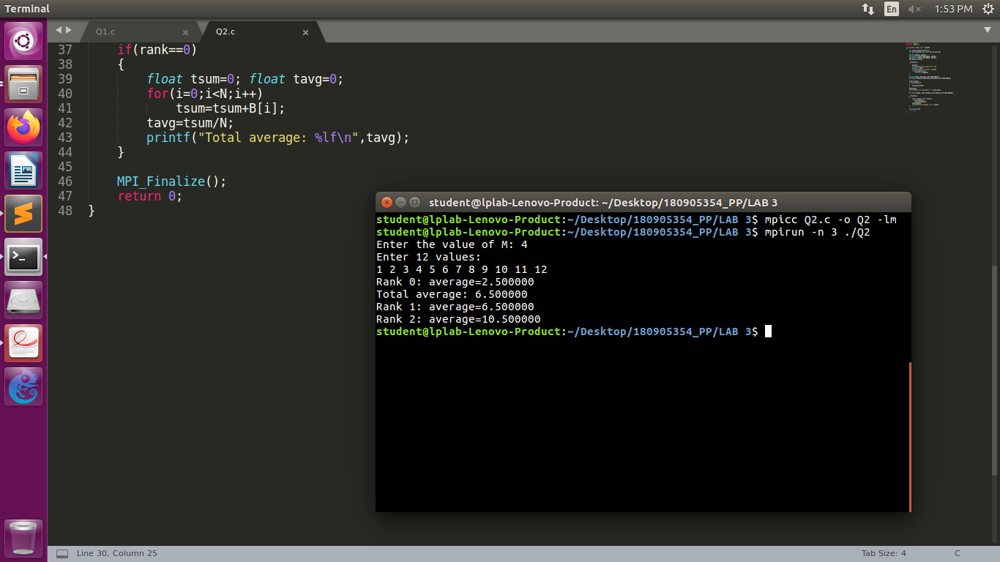 Terminal
En
1:53 PM
Q1.c
Q2.c
37 if(rank==0)
38 {
39 float tsum=0; float tavg=0;
40 for(i=0;i<N;i++)
41 tsum=tsum+B[i];
42 tavg=tsum/N;
43 printf("Total average: %lf\n",tavg);
44 }
45
46 MPI_Finalize();
47 return 0;
48 }
student@lplab-Lenovo-Product: ~/Desktop/180905354_PP/LAB 3
student@lplab-Lenovo-Product:~/Desktop/180905354_PP/LAB 3$ mpicc Q2.c -o Q2 -lm
student@lplab-Lenovo-Product:~/Desktop/180905354_PP/LAB 3$ mpirun -n 3 ./Q2
Enter the value of M: 4
Enter 12 values:
1 2 3 4 5 6 7 8 9 10 11 12
Rank 0: average=2.500000
Total average: 6.500000
Rank 1: average=6.500000
Rank 2: average=10.500000
student@lplab-Lenovo-Product:~/Desktop/180905354_PP/LAB 3$
Line 30, Column 25
Tab Size: 4
C